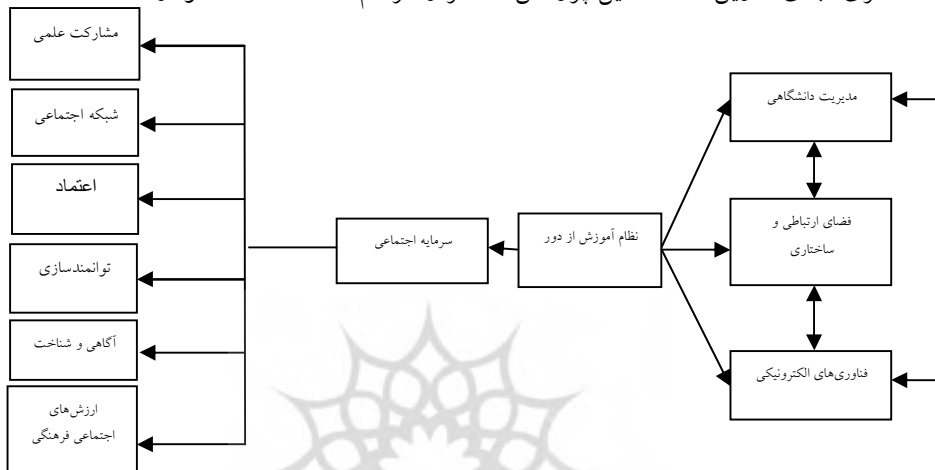 مدیریت دانشگاهی
فضای ارتباطی و
ساختاری
فناوری‌های الکترونیکی
نظام آموزش از دور
سرمایه اجتماعی
مشارکت علمی
شبکه اجتماعی
اعتماد
توانمندسازی
آگاهی و شناخت
ارزش‌های
اجتماعی فرهنگی